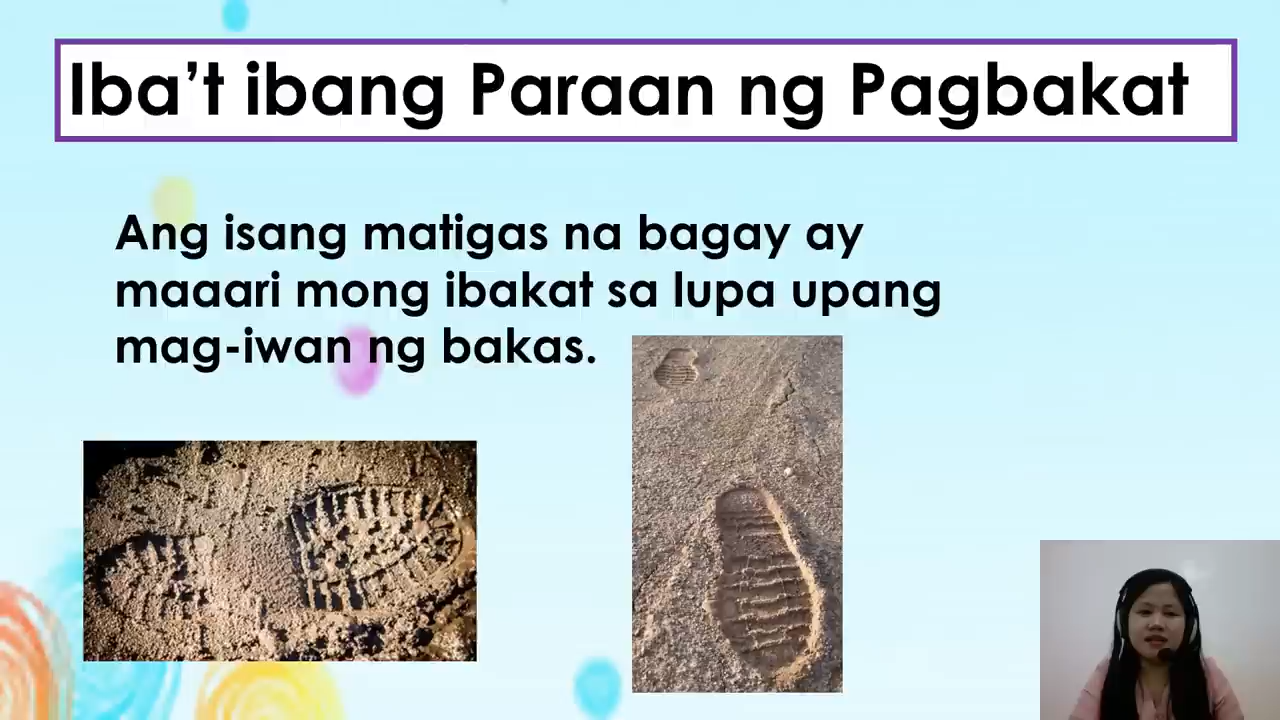 Iba’t ibang Paraan ng Pagbakat
Ang isang matigas na bagay ay
maaari mong ibakat sa lupa upang
mag-iwan ng bakas.